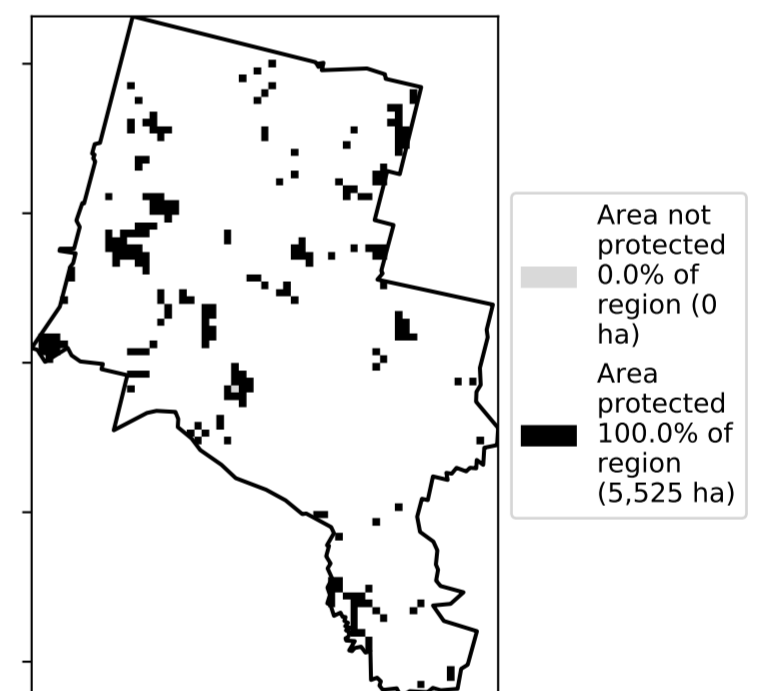 Area not
protected
0.0% of
region (0
ha)
Area
protected
100.0% of
region
(5,525 ha)